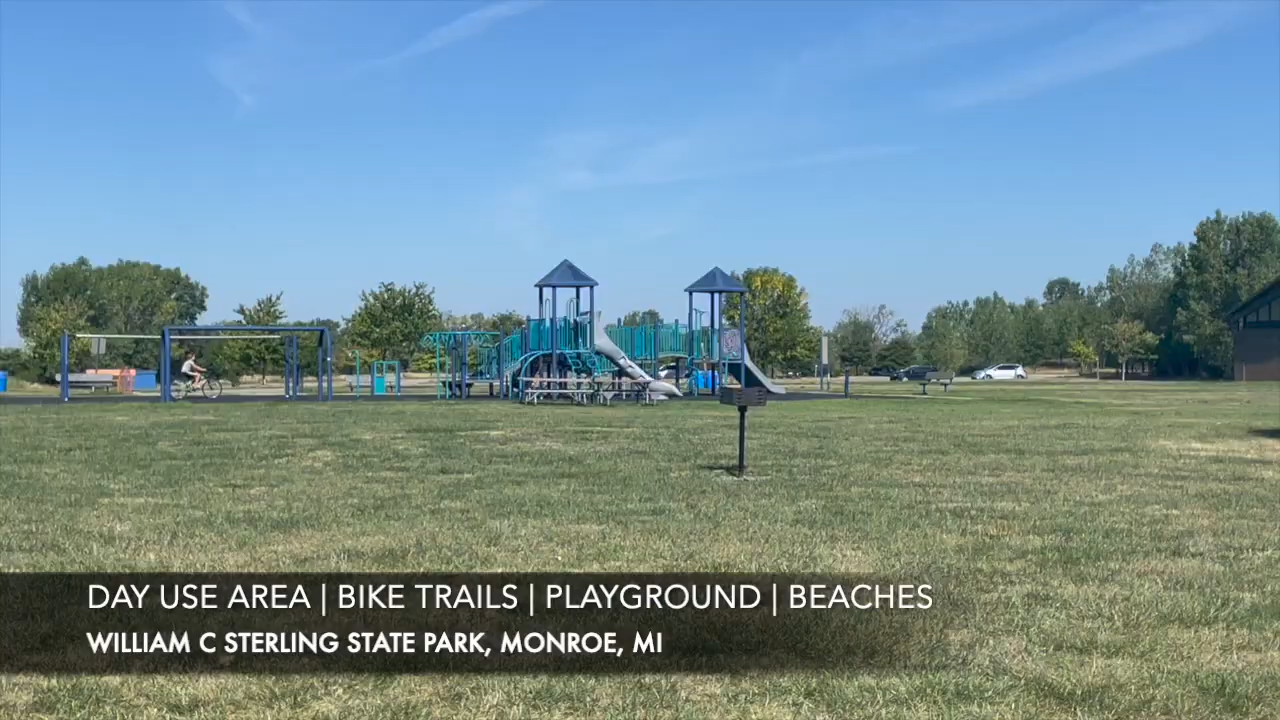 DAY USE AREA | BIKE TRAILS | PLAYGROUND | BEACHES
WILLIAM C STERLING STATE PARK, MONROE, MI